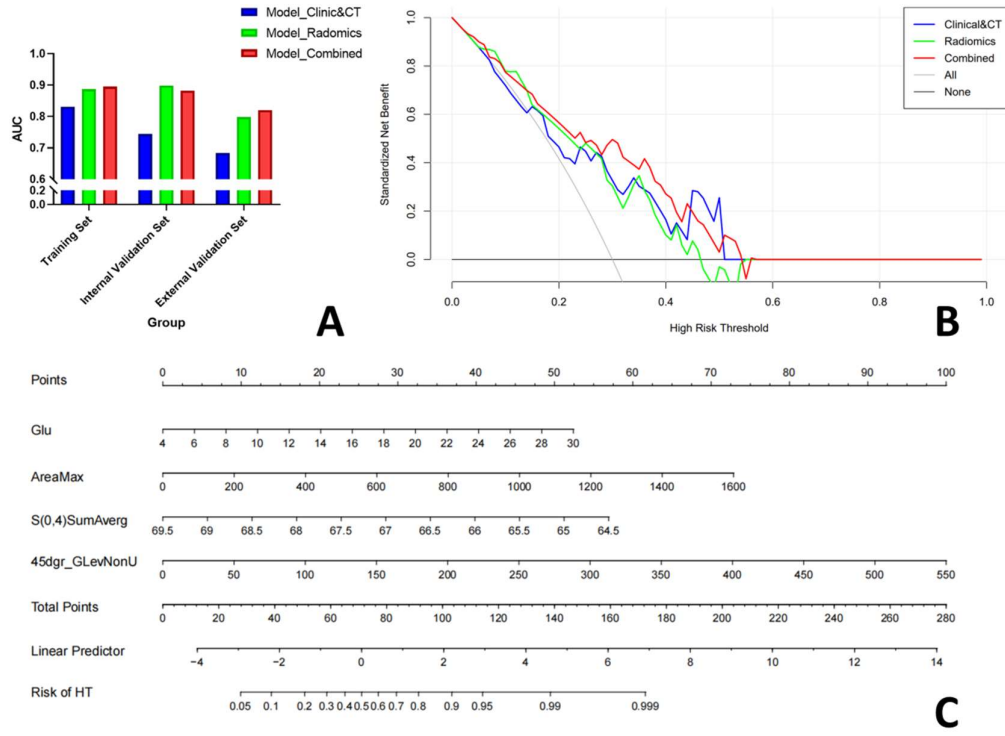 Model_Clinic&CT
Model_Radomics
Model_Combined
AUC
1.0
0.9
0.8
0.7
0.6
0.2
0.0
Training Set
Internal Validation Set
External Validation Set
Group
A
Standardized Net Benefit
1.0
0.8
0.6
0.4
0.2
0.0
0.0 0.2 0.4 0.6 0.8 1.0
High Risk Threshold
Clinical&CT
Radiomics
Combined
All
None
B
Points
0 10 20 30 40 50 60 70 80 90 100
Glu
4 6 8 10 12 14 16 18 20 22 24 26 28 30
AreaMax
0 200 400 600 800 1000 1200 1400 1600
S(0,4)SumAverg
69.5 69 68.5 68 67.5 67 66.5 66 65.5 65 64.5
45dgr_GLevNonU
0 50 100 150 200 250 300 350 400 450 500 550
Total Points
0 20 40 60 80 100 120 140 160 180 200 220 240 260 280
Linear Predictor
−4 −2 0 2 4 6 8 10 12 14
Risk of HT
0.05 0.1 0.2 0.3 0.4 0.5 0.6 0.7 0.8 0.9 0.95 0.99 0.999
C